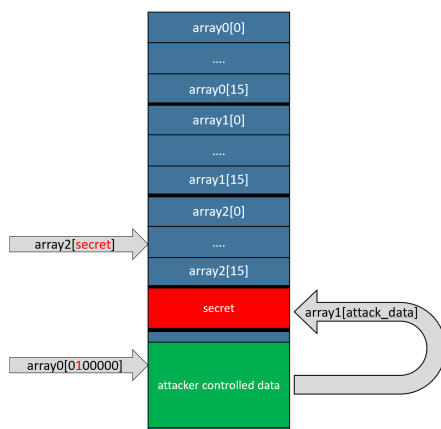 array0[0]
....
array0[15]
array1[0]
....
array1[15]
array2[0]
array2[secret]
....
array2[15]
secret
array1[attack_data]
array0[0100000]
attacker controlled data